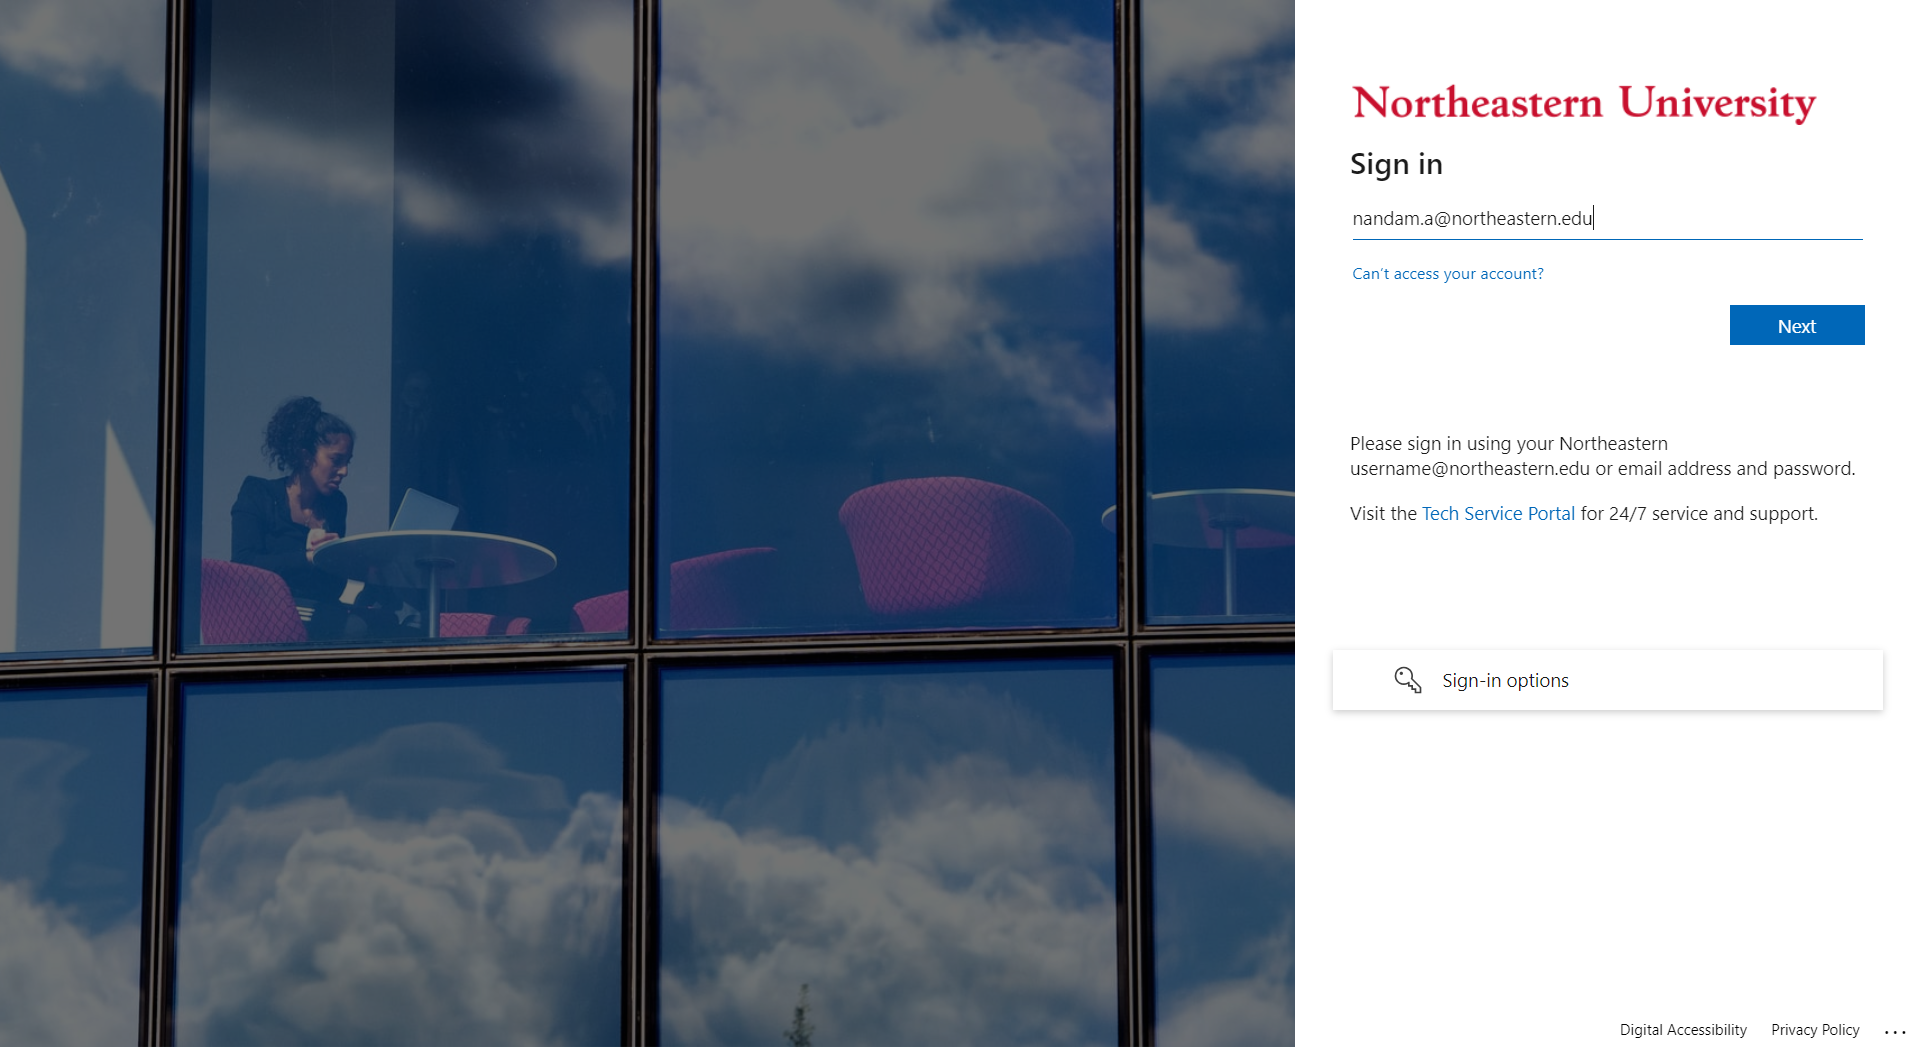 Northeastern University
Sign in
nandam.a@northeastern.edu
Can't access your account?
Next
Please sign in using your Northeastern
username@northeastern.edu or email address and password.
Visit the Tech Service Portal for 24/7 service and support.
Sign-in options
Digital Accessibility Privacy Policy ...